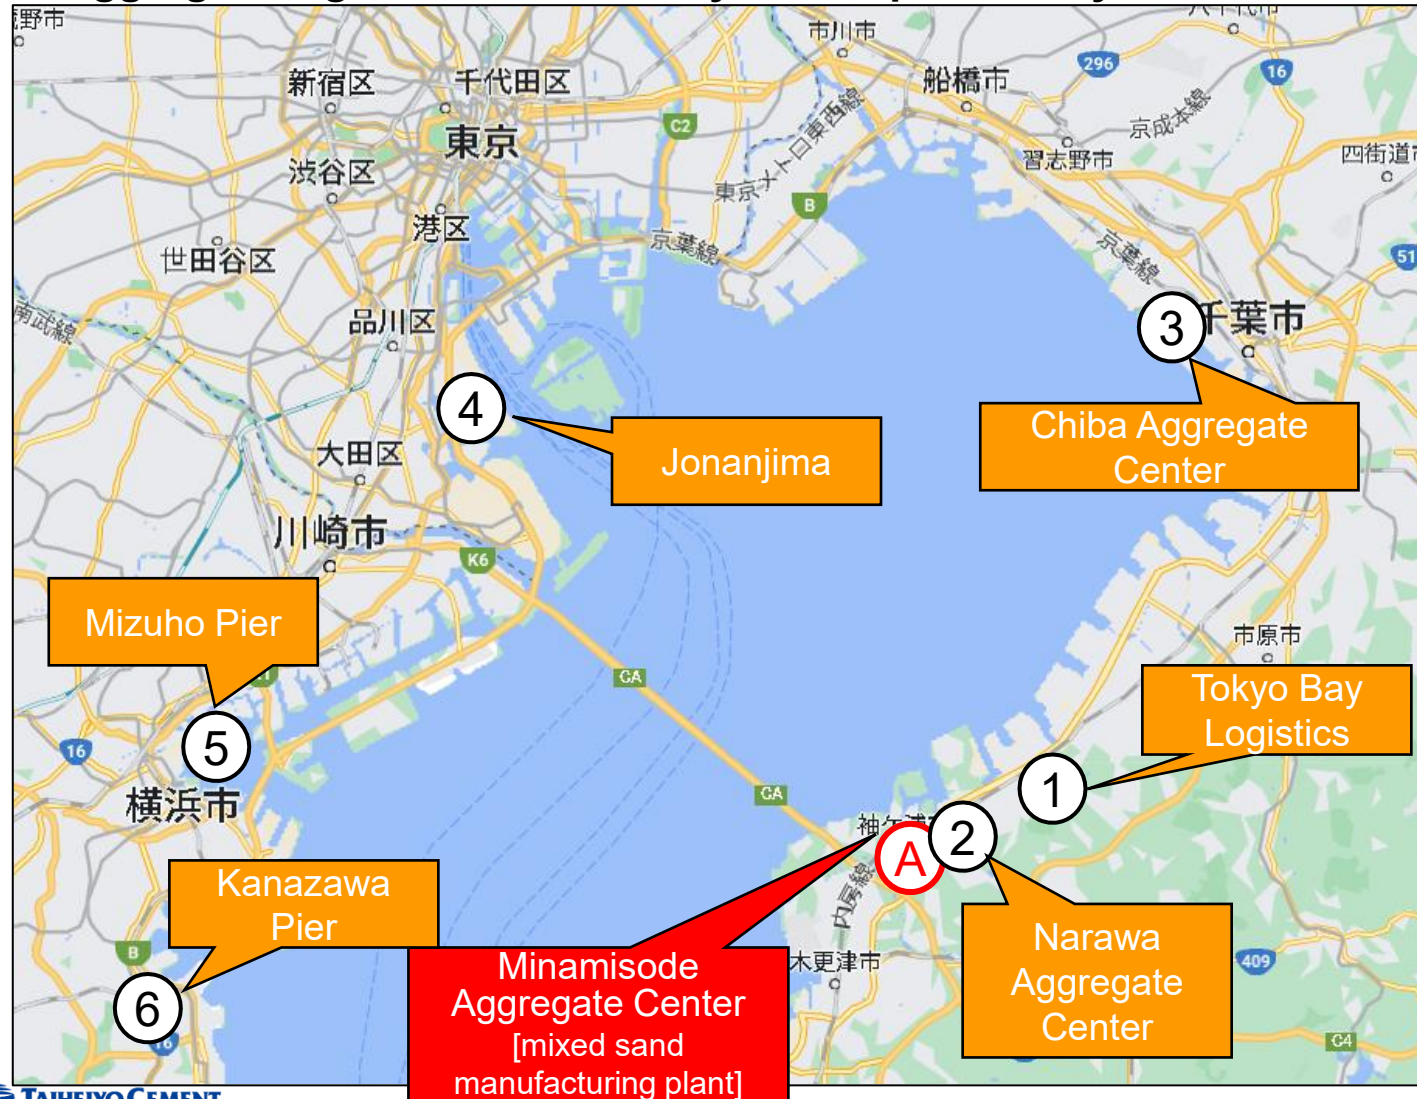 市川市
新宿区
千代田区
船橋市
296
16
東京
C2
京成本線
渋谷区
東京メトロ東西線
習志野市
四街道市
港区
B
京葉線
世田谷区
京葉線
51
南武線
品川区
3
千葉市
4
Chiba Aggregate
Center
大田区
Jonanjima
川崎市
K6
Mizuho Pier
市原市
CA
Tokyo Bay
Logistics
16
5
横浜市
CA
1
2
A
Kanazawa
Pier
内房線
B
Minamisode
Aggregate Center
[mixed sand
manufacturing plant]
木更津市
Narawa
Aggregate
Center
409
6
16
C4
TAIHEIYO CEMENT